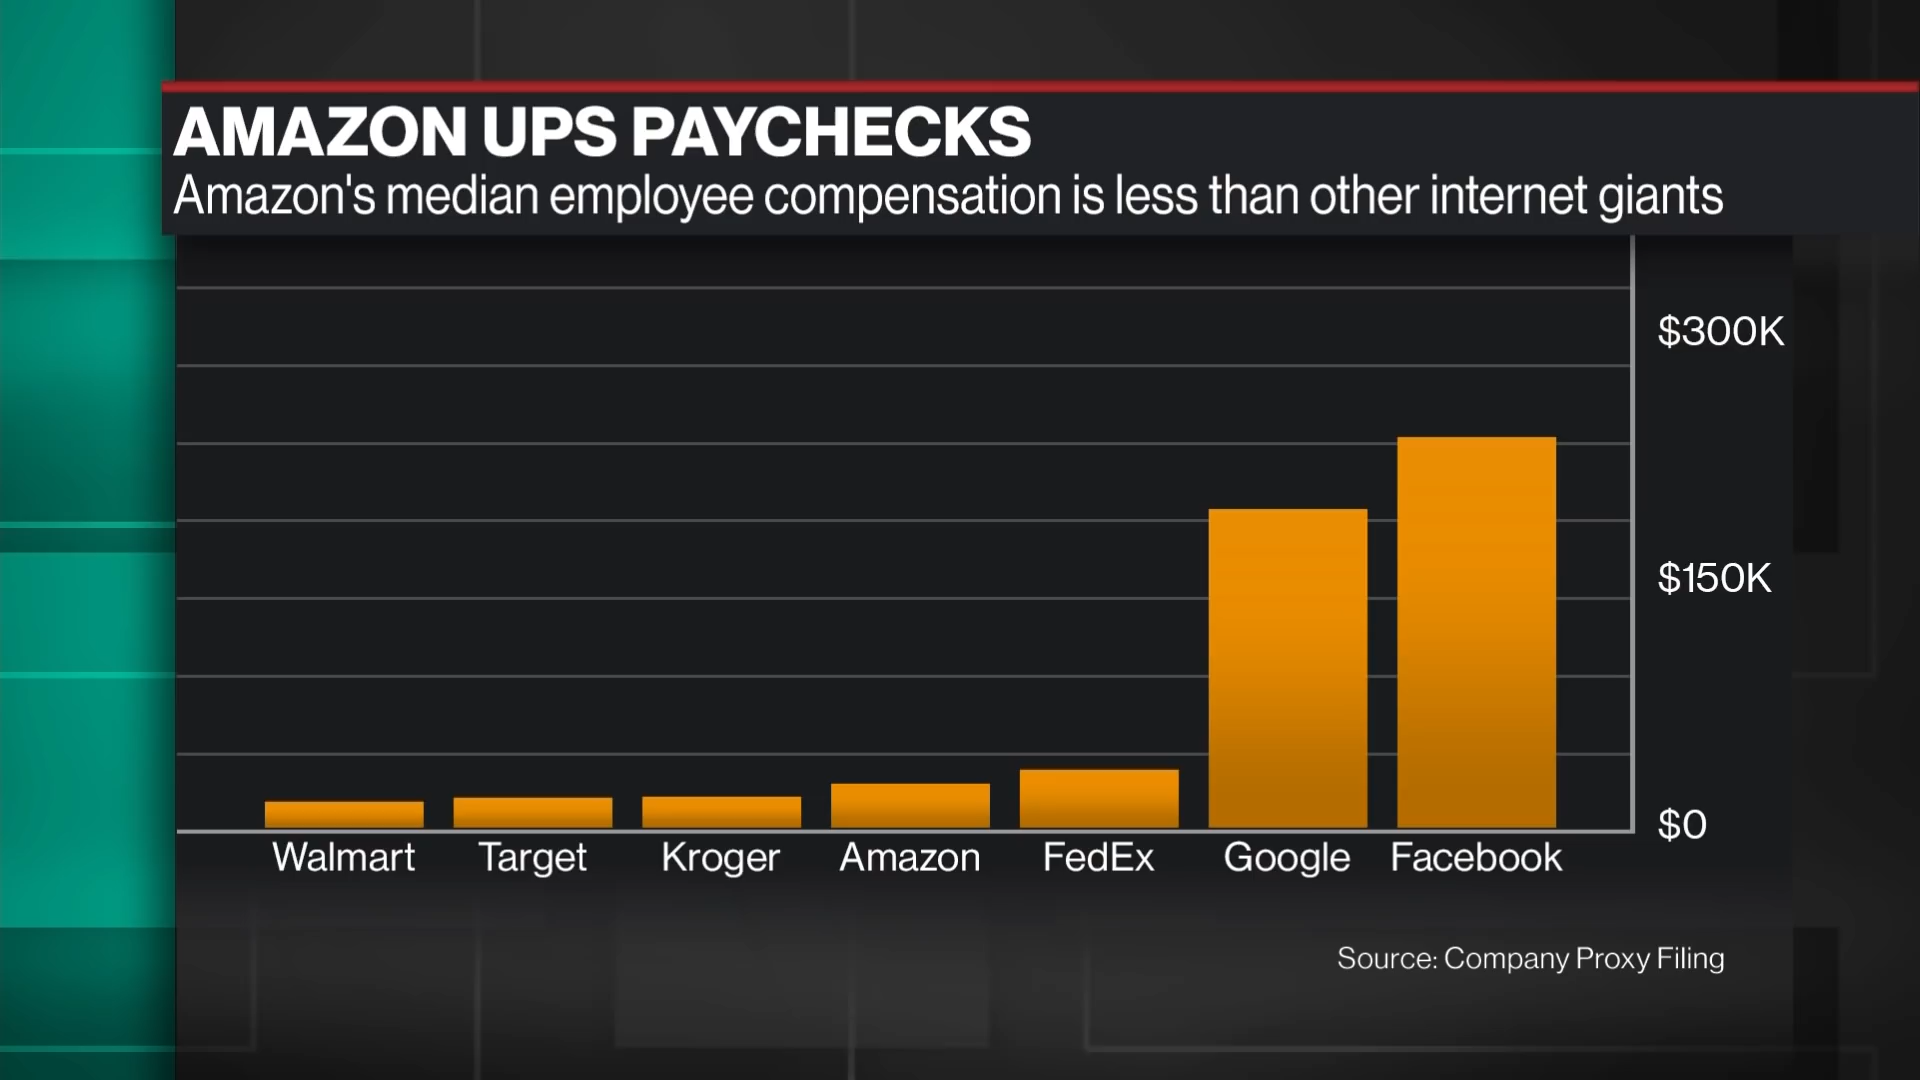 AMAZON UPS PAYCHECKS
Amazon's median employee compensation is less than other internet giants
$300K
$150K
$0
Walmart Target Kroger Amazon FedEx Google Facebook
Source: Company Proxy Filing